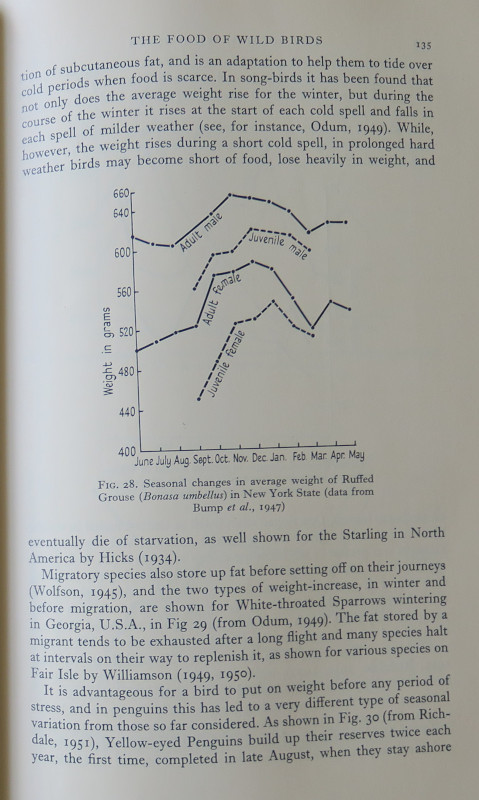 THE FOOD OF WILD BIRDS 135
tion of subcutaneous fat, and is an adaptation to help them to tide over
cold periods when food is scarce. In song-birds it has been found that
not only does the average weight rise for the winter, but during the
course of the winter it rises at the start of each cold spell and falls in
each spell of milder weather (see, for instance, Odum, 1949). While,
however, the weight rises during a short cold spell, in prolonged hard
weather birds may become short of food, lose heavily in weight, and
660
640
600
560
520
480
440
400
Weight in grams
Adult male
Juvenile male
Adult female
Juvenile female
June July Aug. Sept. Oct. Nov. Dec. Jan. Feb Mar. Apr. May
FIG. 28. Seasonal changes in average weight of Ruffed
Grouse (Bonasa umbellus) in New York State (data from
Bump et al., 1947)
eventually die of starvation, as well shown for the Starling in North
America by Hicks (1934).
Migratory species also store up fat before setting off on their journeys
(Wolfson, 1945), and the two types of weight-increase, in winter and
before migration, are shown for White-throated Sparrows wintering
in Georgia, U.S.A., in Fig 29 (from Odum, 1949). The fat stored by a
migrant tends to be exhausted after a long flight and many species halt
at intervals on their way to replenish it, as shown for various species on
Fair Isle by Williamson (1949, 1950).
It is advantageous for a bird to put on weight before any period of
stress, and in penguins this has led to a very different type of seasonal
variation from those so far considered. As shown in Fig. 30 (from Rich-
dale, 1951), Yellow-eyed Penguins build up their reserves twice each
year, the first time, completed in late August, when they stay ashore